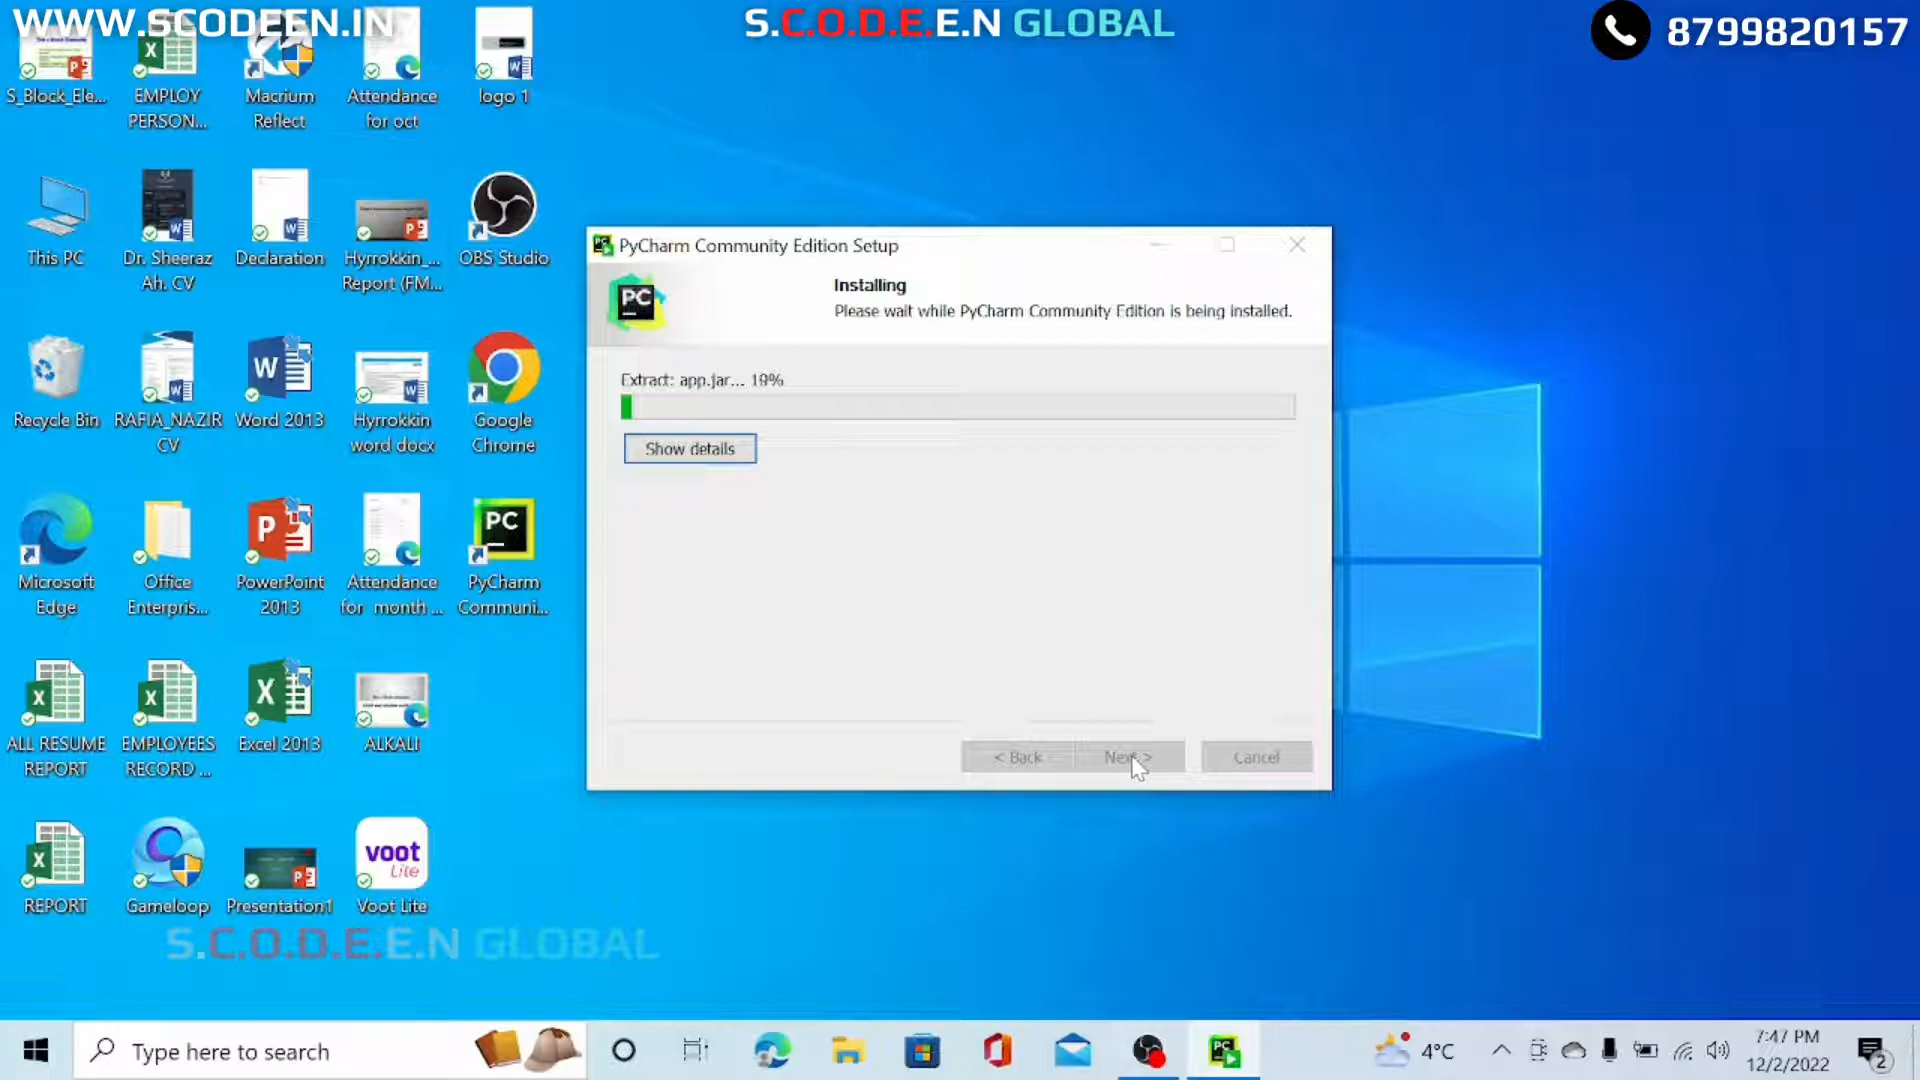 WWW.SCODEEN.IN
S.C.O.D.E.E.N GLOBAL
8799820157
S_Block_Ele...
EMPLOY
PERSON...
Macrium
Reflect
Attendance
for oct
logo 1
This PC
Dr. Sheeraz
Ah. CV
Declaration
Hyrrokkin_...
Report (FM...
OBS Studio
Recycle Bin
RAFIA_NAZIR
CV
Word 2013
Hyrrokkin
word docx
Google
Chrome
Microsoft
Edge
Office
Enterpris...
PowerPoint
2013
Attendance
for month ...
PyCharm
Communi...
ALL RESUME
REPORT
EMPLOYEES
RECORD ...
Excel 2013
ALKALI
REPORT
Gameloop
Presentation1
voot
Lite
Voot Lite
PyCharm Community Edition Setup
PC
Installing
Please wait while PyCharm Community Edition is being installed.
Extract: app.jar... 19%
Show details
< Back
Next >
Cancel
S.C.O.D.E.E.N GLOBAL
Type here to search
4°C
7:47 PM
12/2/2022
2